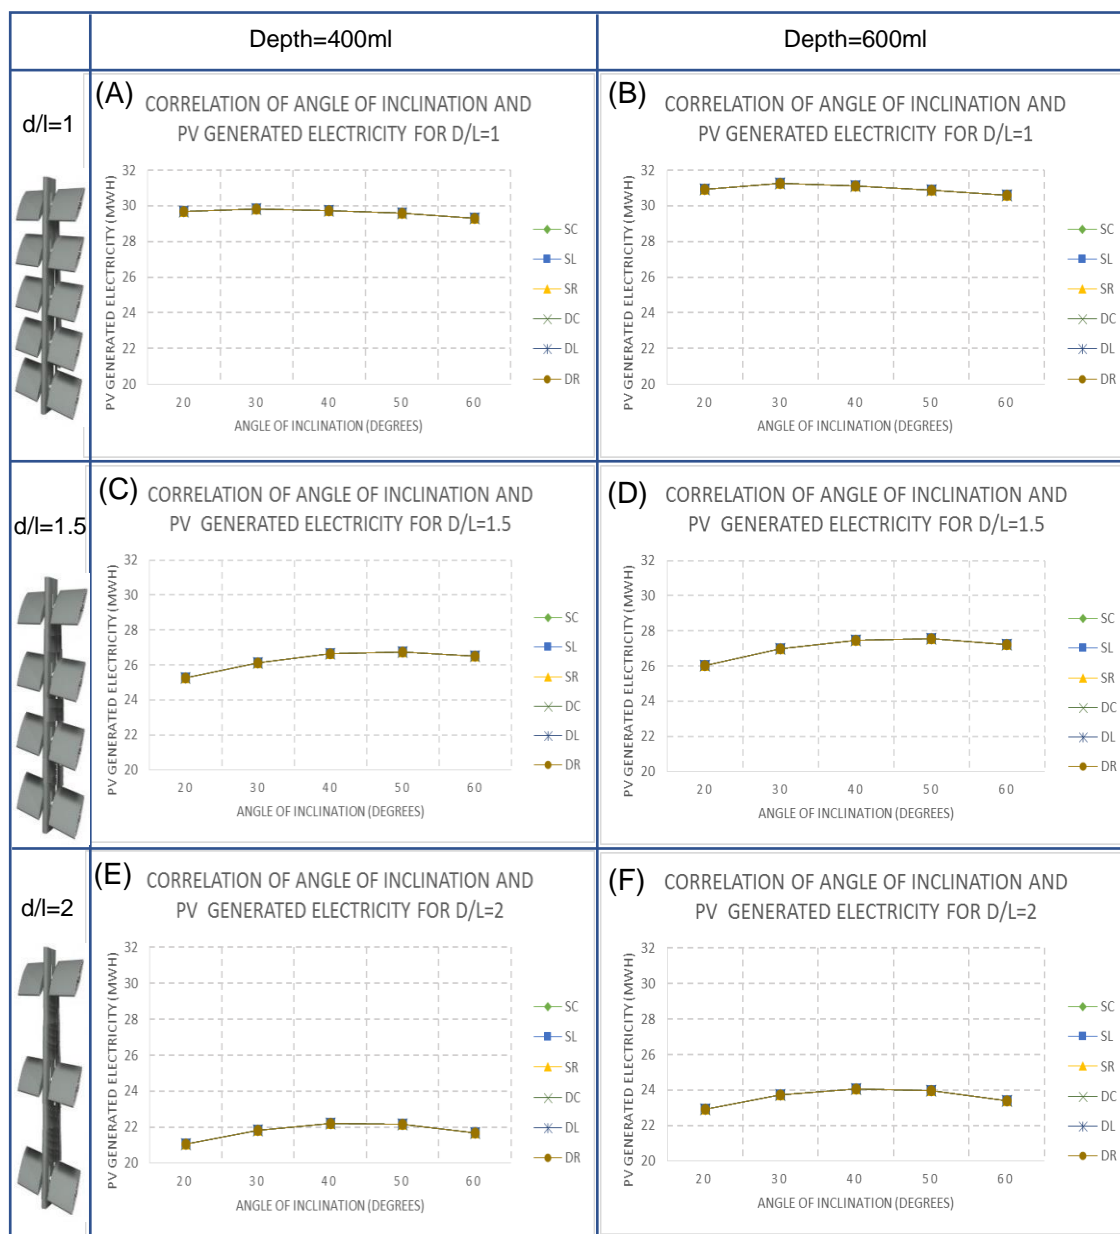 Depth=400ml
Depth=600ml
d/l=1
(A)
CORRELATION OF ANGLE OF INCLINATION AND
PV GENERATED ELECTRICITY FOR D/L=1
PV GENERATED ELECTRICITY (MWH)
32
30
28
26
24
22
20
20 30 40 50 60
ANGLE OF INCLINATION (DEGREES)
SC
SL
SR
DC
DL
DR
(B)
CORRELATION OF ANGLE OF INCLINATION AND
PV GENERATED ELECTRICITY FOR D/L=1
PV GENERATED ELECTRICITY (MWH)
32
30
28
26
24
22
20
20 30 40 50 60
ANGLE OF INCLINATION (DEGREES)
SC
SL
SR
DC
DL
DR
d/l=1.5
(C)
CORRELATION OF ANGLE OF INCLINATION AND
PV GENERATED ELECTRICITY FOR D/L=1.5
PV GENERATED ELECTRICITY (MWH)
32
30
28
26
24
22
20
20 30 40 50 60
ANGLE OF INCLINATION (DEGREES)
SC
SL
SR
DC
DL
DR
(D)
CORRELATION OF ANGLE OF INCLINATION AND
PV GENERATED ELECTRICITY FOR D/L=1.5
PV GENERATED ELECTRICITY (MWH)
32
30
28
26
24
22
20
20 30 40 50 60
ANGLE OF INCLINATION (DEGREES)
SC
SL
SR
DC
DL
DR
d/l=2
(E)
CORRELATION OF ANGLE OF INCLINATION AND
PV GENERATED ELECTRICITY FOR D/L=2
PV GENERATED ELECTRICITY (MWH)
32
30
28
26
24
22
20
20 30 40 50 60
ANGLE OF INCLINATION (DEGREES)
SC
SL
SR
DC
DL
DR
(F)
CORRELATION OF ANGLE OF INCLINATION AND
PV GENERATED ELECTRICITY FOR D/L=2
PV GENERATED ELECTRICITY (MWH)
32
30
28
26
24
22
20
20 30 40 50 60
ANGLE OF INCLINATION (DEGREES)
SC
SL
SR
DC
DL
DR